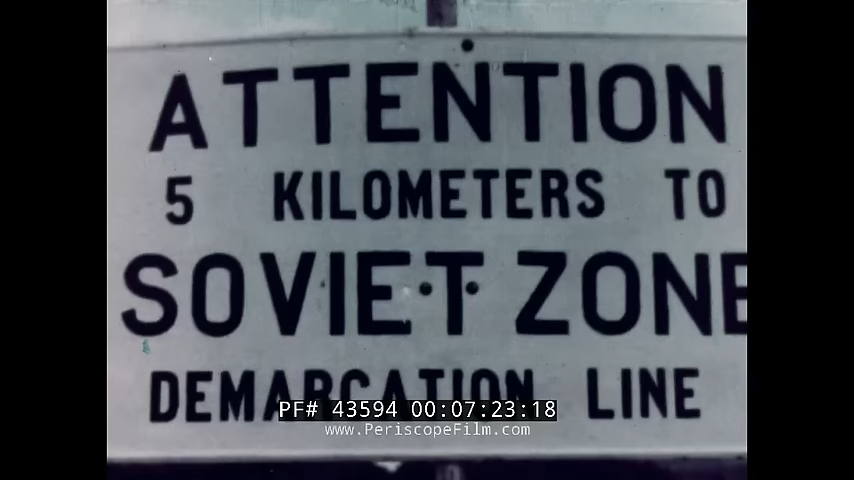 ATTENTION
5 KILOMETERS TO
SOVIET ZONE
DEMARCATION LINE
PF# 43594 00:07:23:18
www.PeriscopeFilm.com